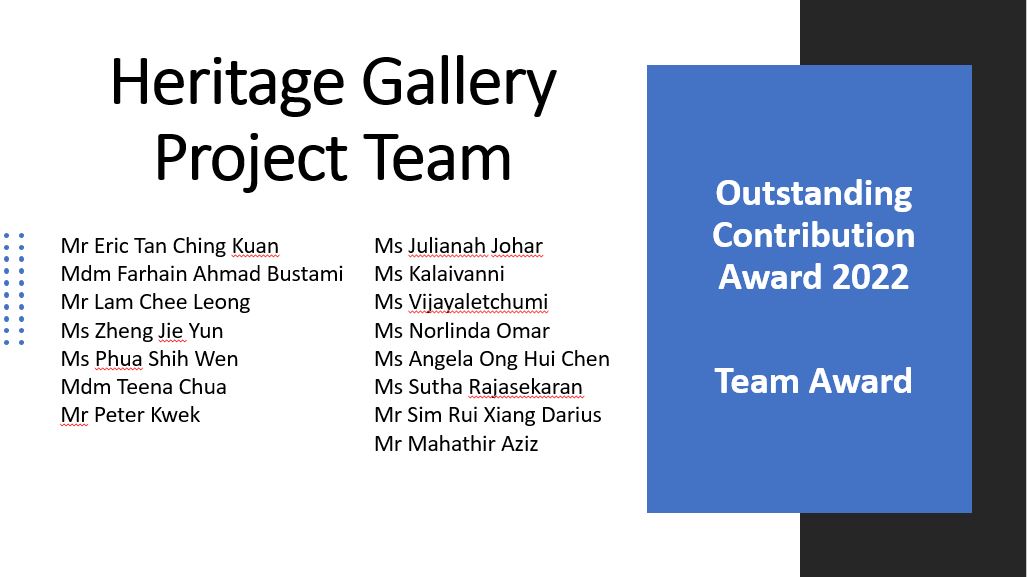 Heritage Gallery
Project Team
Mr Eric Tan Ching Kuan
Mdm Farhain Ahmad Bustami
Mr Lam Chee Leong
Ms Zheng Jie Yun
Ms Phua Shih Wen
Mdm Teena Chua
Mr Peter Kwek
Ms Julianah Johar
Ms Kalaivanni
Ms Vijayaletchumi
Ms Norlinda Omar
Ms Angela Ong Hui Chen
Ms Sutha Rajasekaran
Mr Sim Rui Xiang Darius
Mr Mahathir Aziz
Outstanding
Contribution
Award 2022
Team Award